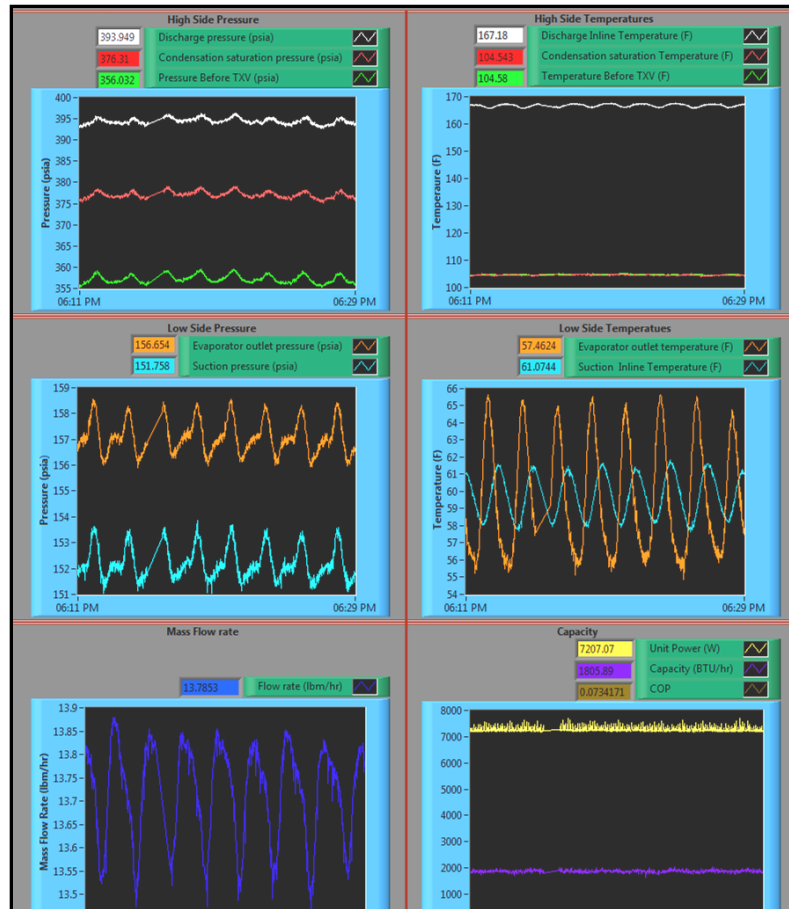 High Side Pressure
393.949 Discharge pressure (psia)
376.31 Condensation saturation pressure (psia)
356.032 Pressure Before TXV (psia)
Pressure (psia)
400
395
390
385
380
375
370
365
360
355
06:11 PM 06:29 PM
High Side Temperatures
167.18 Discharge Inline Temperature (F)
104.543 Condensation saturation Temperature (F)
104.58 Temperature Before TXV (F)
Temperaure (F)
170
160
150
140
130
120
110
100
06:11 PM 06:29 PM
Low Side Pressure
156.654 Evaporator outlet pressure (psia)
151.758 Suction pressure (psia)
Pressure (psia)
159
158
157
156
155
154
153
152
151
06:11 PM 06:29 PM
Low Side Temperatues
57.4624 Evaporator outlet temperature (F)
61.0744 Suction Inline Temperature (F)
Temperature (F)
66
65
64
63
62
61
60
59
58
57
56
55
54
06:11 PM 06:29 PM
Mass Flow rate
13.7853 Flow rate (lbm/hr)
Mass Flow Rate (lbm/hr)
13.9
13.85
13.8
13.75
13.7
13.65
13.6
13.55
13.5
Capacity
7207.07 Unit Power (W)
1805.89 Capacity (BTU/hr)
0.0734171 COP
8000
7000
6000
5000
4000
3000
2000
1000